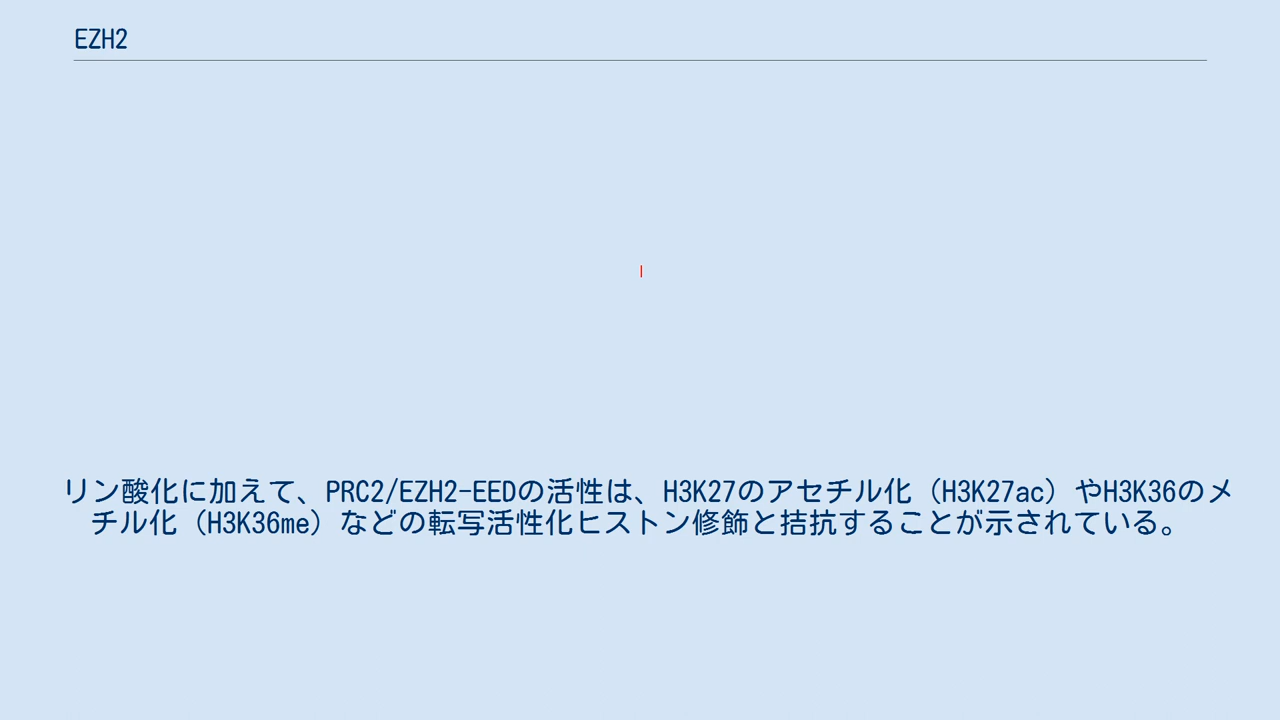 EZH2
リン酸化に加えて、PRC2/EZH2-EEDの活性は、H3K27のアセチル化（H3K27ac）やH3K36のメ
チル化（H3K36me）などの転写活性化ヒストン修飾と拮抗することが示されている。